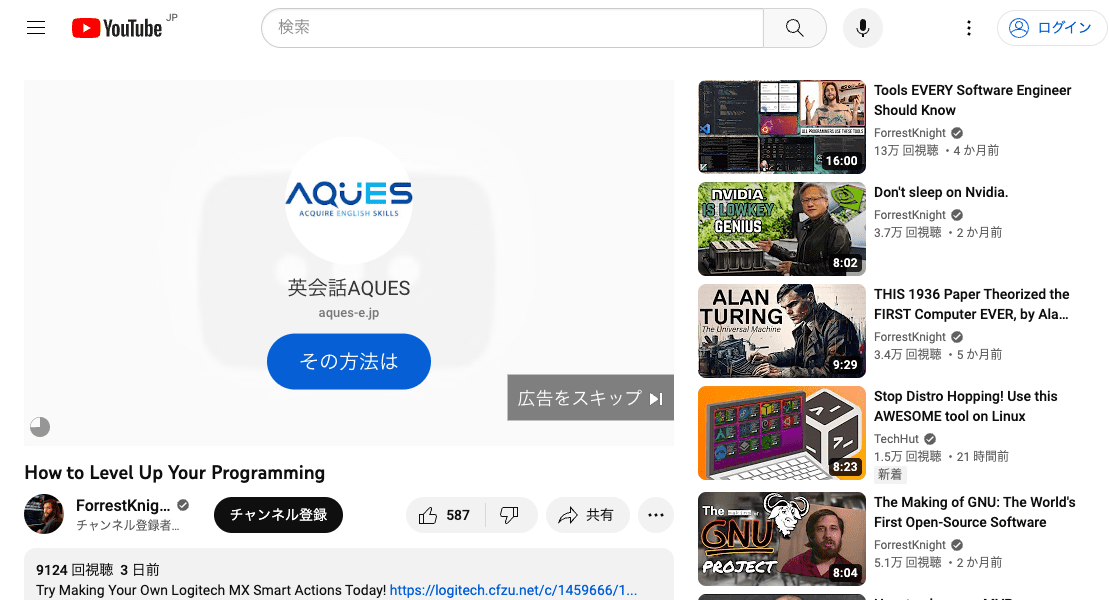 YouTube JP
検索
ログイン
AQUES
ACQUIRE ENGLISH SKILLS
英会話AQUES
aques-e.jp
その方法は
広告をスキップ
How to Level Up Your Programming
ForrestKnig...
チャンネル登録者...
チャンネル登録
587
共有
9124 回視聴 3 日前
Try Making Your Own Logitech MX Smart Actions Today! https://logitech.cfzu.net/c/1459666/1...
ALL PROGRAMMERS USE THESE TOOLS
16:00
Tools EVERY Software Engineer
Should Know
ForrestKnight
13万 回視聴 ・4 か月前
NVIDIA
IS LOWKEY
GENIUS
8:02
Don't sleep on Nvidia.
ForrestKnight
3.7万 回視聴 ・2 か月前
ALAN
TURING
The Universal Machine
9:29
THIS 1936 Paper Theorized the
FIRST Computer EVER, by Ala...
ForrestKnight
3.4万 回視聴 ・5 か月前
8:23
Stop Distro Hopping! Use this
AWESOME tool on Linux
TechHut
1.5万 回視聴 ・21 時間前
新着
The
GNU
PROJECT
8:04
The Making of GNU: The World's
First Open-Source Software
ForrestKnight
5.1万 回視聴 ・2 か月前